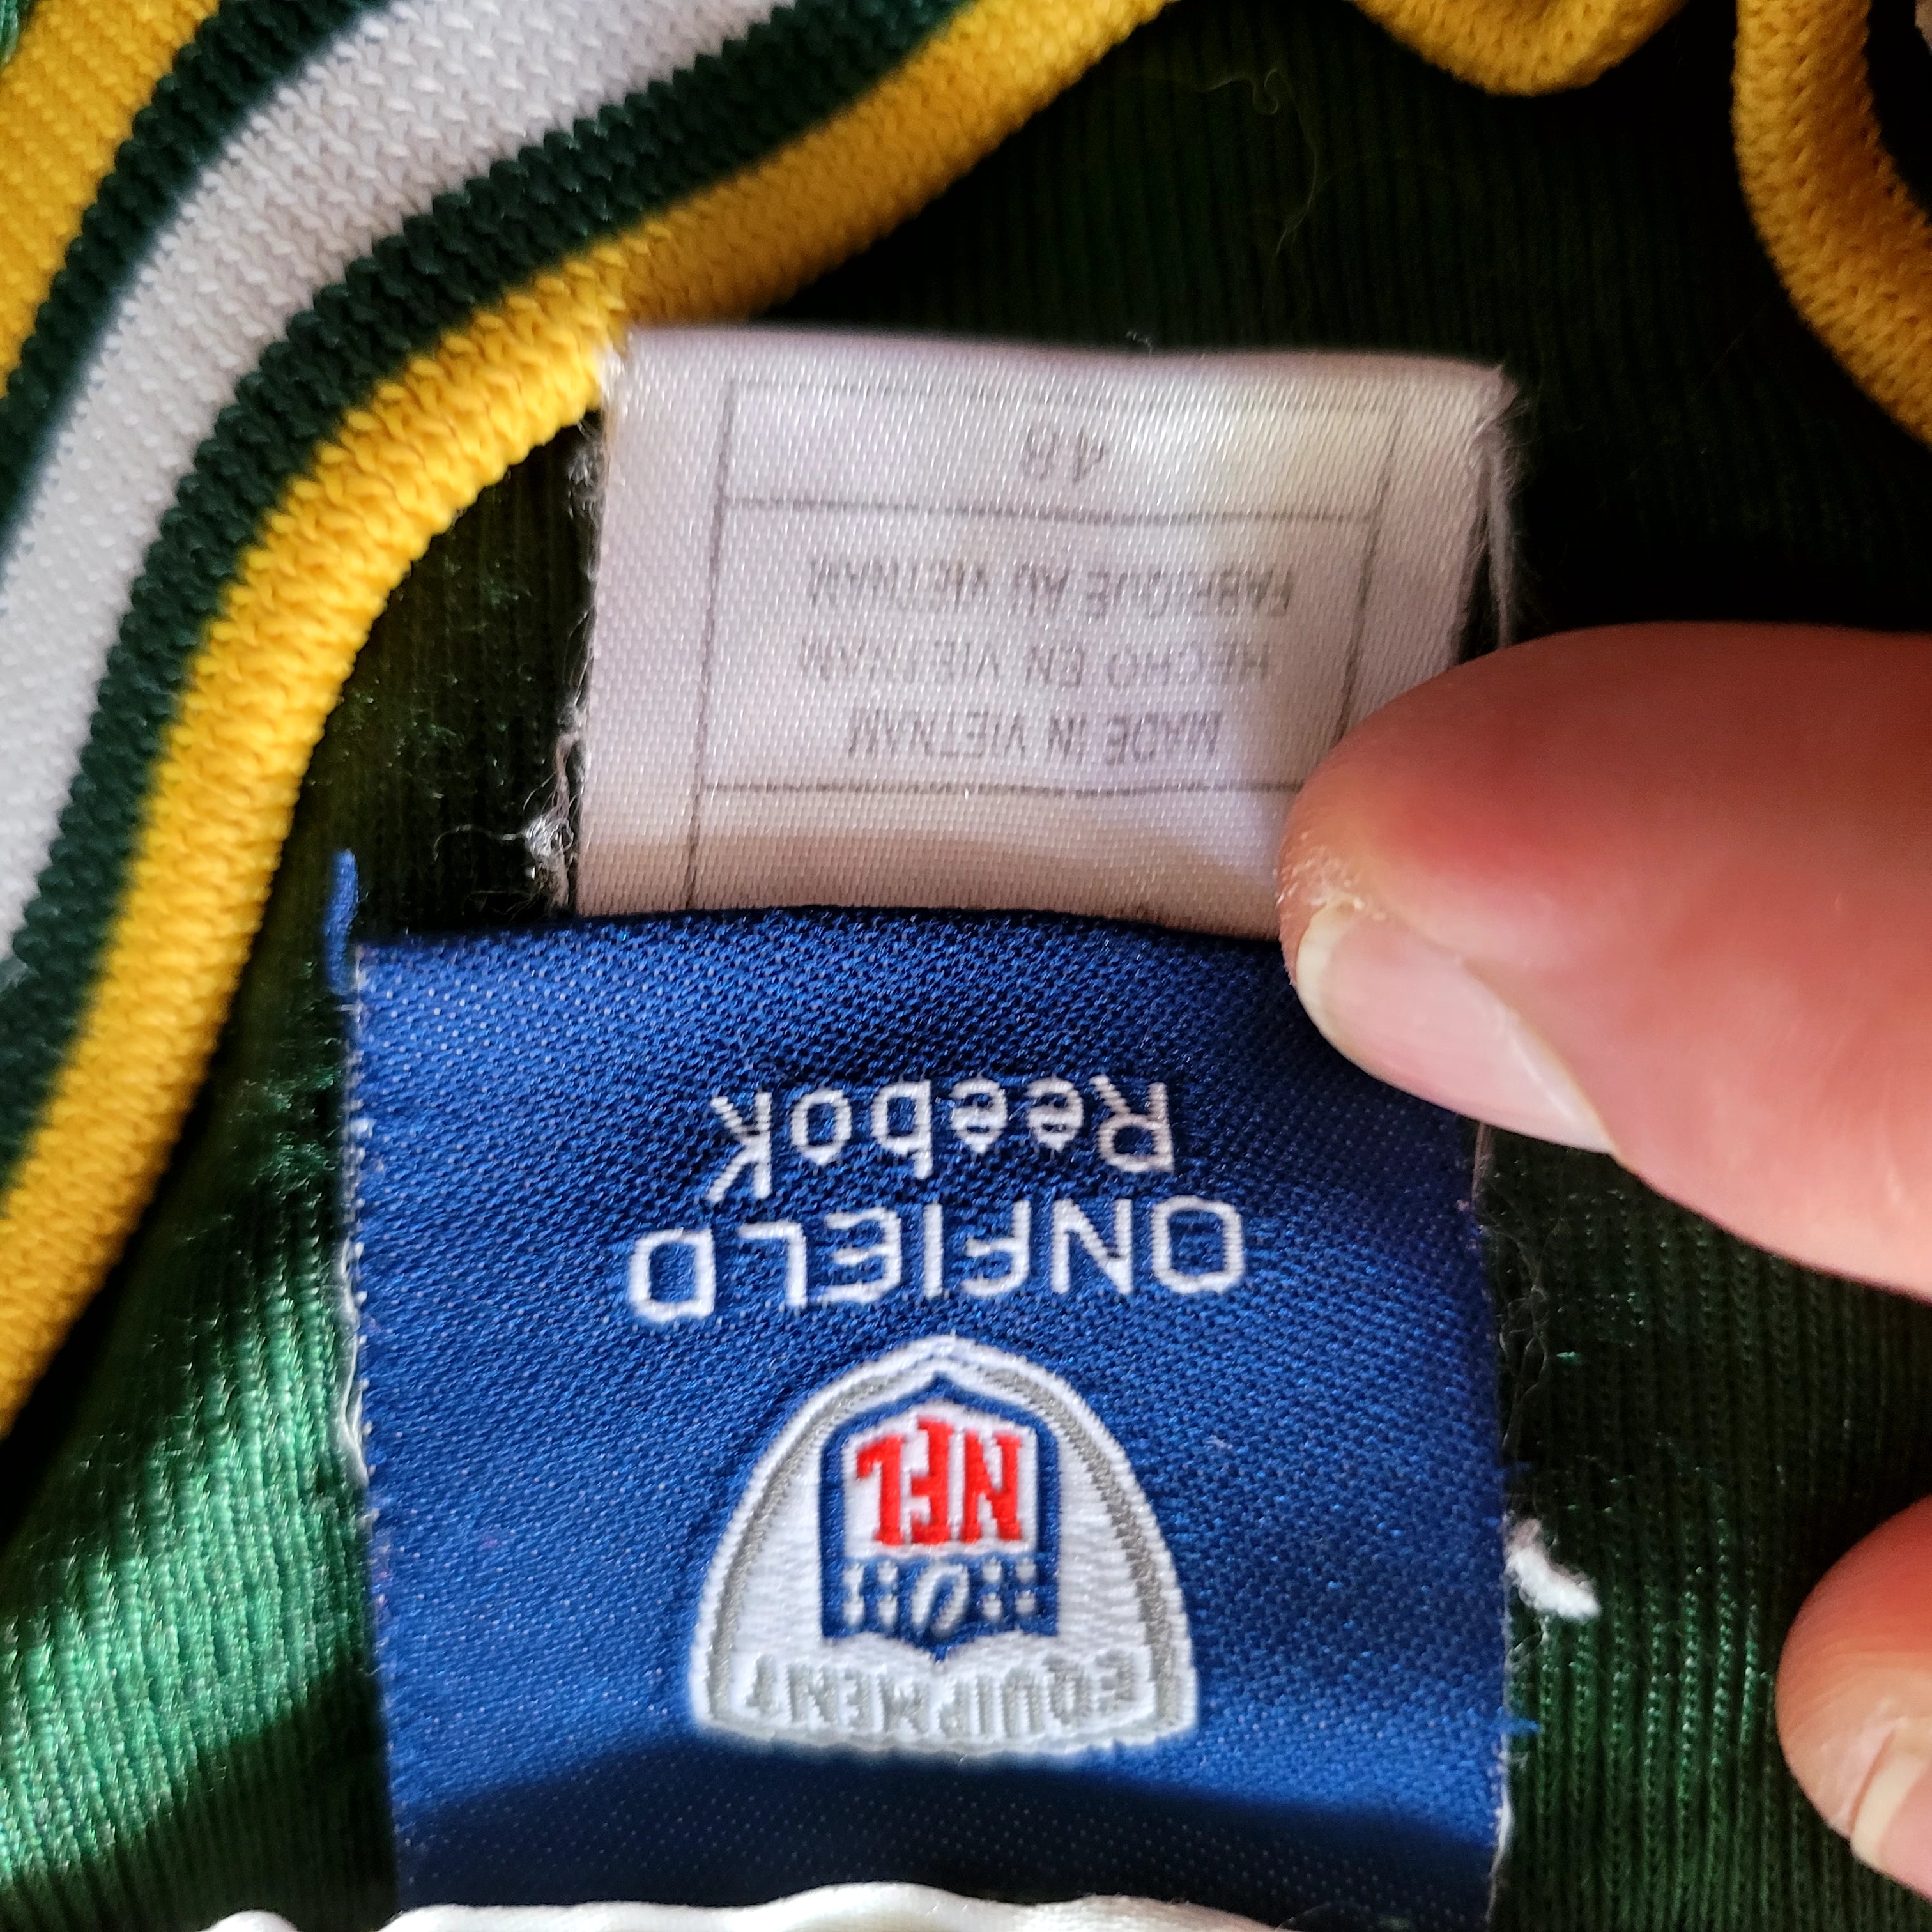 EQUIPMENT
NFL
ONFIELD
Reebok
MADE IN VIETNAM
HECHO EN VIETNAM
FABRIQUE AU VIETNAM
48